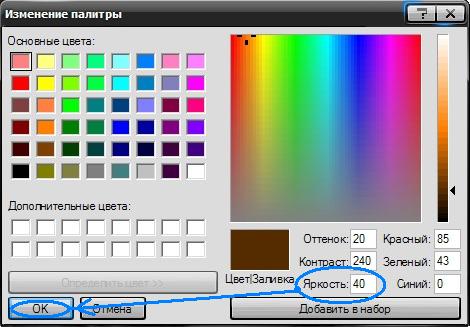 Изменение палитры
Основные цвета:
Дополнительные цвета:
Определить цвет >>
OK
Отмена
Цвет|Заливка
Оттенок: 20
Контраст: 240
Яркость: 40
Красный: 85
Зеленый: 43
Синий: 0
Добавить в набор